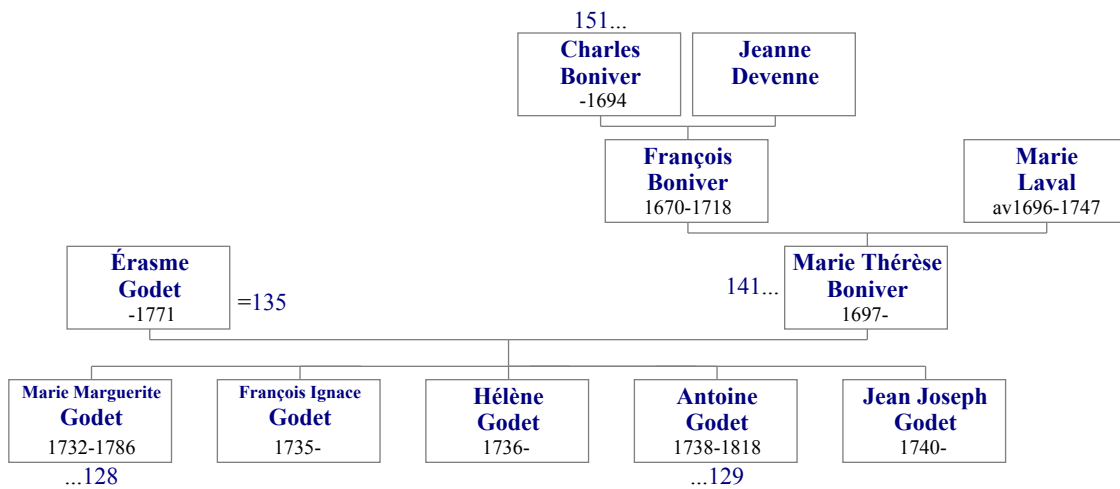 151...
Charles
Boniver
-1694
Jeanne
Devenne
François
Boniver
1670-1718
Marie
Laval
av1696-1747
Érasme
Godet
-1771
=135
141...
Marie Thérèse
Boniver
1697-
Marie Marguerite
Godet
1732-1786
...128
François Ignace
Godet
1735-
Hélène
Godet
1736-
Antoine
Godet
1738-1818
...129
Jean Joseph
Godet
1740-